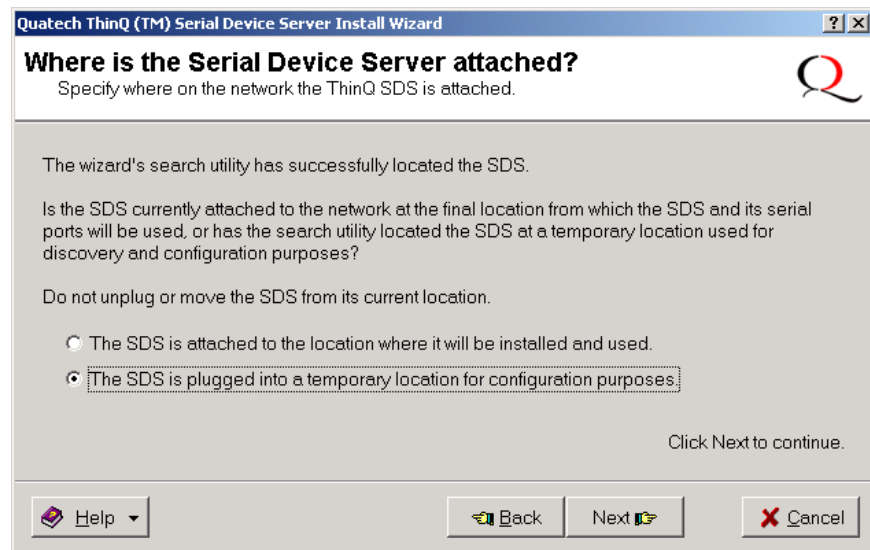 Quatech ThinQ (TM) Serial Device Server Install Wizard
Where is the Serial Device Server attached?
Specify where on the network the ThinQ SDS is attached.
The wizard's search utility has successfully located the SDS.
Is the SDS currently attached to the network at the final location from which the SDS and its serial
ports will be used, or has the search utility located the SDS at a temporary location used for
discovery and configuration purposes?
Do not unplug or move the SDS from its current location.
The SDS is attached to the location where it will be installed and used.
The SDS is plugged into a temporary location for configuration purposes.
Click Next to continue.
Help
Back
Next
Cancel